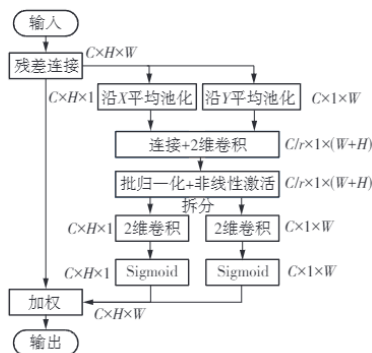 输入
C×H×W
残差连接
C×H×1 沿X平均池化 沿Y平均池化 C×1×W
连接+2维卷积 C/r×1×(W+H)
批归一化+非线性激活 C/r×1×(W+H)
拆分
C×H×1 2维卷积 2维卷积 C×1×W
C×H×1 Sigmoid Sigmoid C×1×W
加权
C×H×W
输出